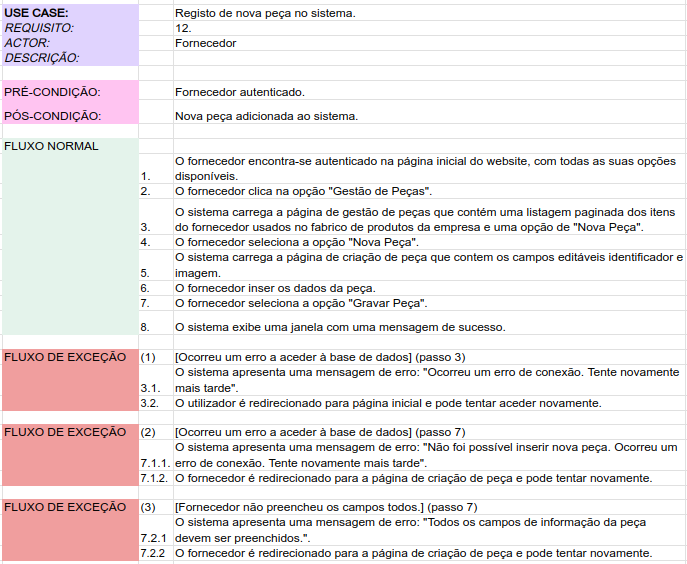 USE CASE: Registo de nova peça no sistema.
REQUISITO: 12.
ACTOR: Fornecedor
DESCRIÇÃO:
PRÉ-CONDIÇÃO: Fornecedor autenticado.
PÓS-CONDIÇÃO: Nova peça adicionada ao sistema.
FLUXO NORMAL
O fornecedor encontra-se autenticado na página inicial do website, com todas as suas opções
1. disponíveis.
2. O fornecedor clica na opção "Gestão de Peças".
O sistema carrega a página de gestão de peças que contém uma listagem paginada dos itens
3. do fornecedor usados no fabrico de produtos da empresa e uma opção de "Nova Peça".
4. O fornecedor seleciona a opção "Nova Peça".
O sistema carrega a página de criação de peça que contem os campos editáveis identificador e
5. imagem.
6. O fornecedor inser os dados da peça.
7. O fornecedor seleciona a opção "Gravar Peça".
8. O sistema exibe uma janela com uma mensagem de sucesso.
FLUXO DE EXCEÇÃO (1) [Ocorreu um erro a aceder à base de dados] (passo 3)
O sistema apresenta uma mensagem de erro: "Ocorreu um erro de conexão. Tente novamente
3.1. mais tarde".
3.2. O utilizador é redirecionado para página inicial e pode tentar aceder novamente.
FLUXO DE EXCEÇÃO (2) [Ocorreu um erro a aceder à base de dados] (passo 7)
O sistema apresenta uma mensagem de erro: "Não foi possível inserir nova peça. Ocorreu um
7.1.1. erro de conexão. Tente novamente mais tarde".
7.1.2. O fornecedor é redirecionado para a página de criação de peça e pode tentar novamente.
FLUXO DE EXCEÇÃO (3) [Fornecedor não preencheu os campos todos.] (passo 7)
O sistema apresenta uma mensagem de erro: "Todos os campos de informação da peça
7.2.1 devem ser preenchidos.".
7.2.2 O fornecedor é redirecionado para a página de criação de peça e pode tentar novamente.